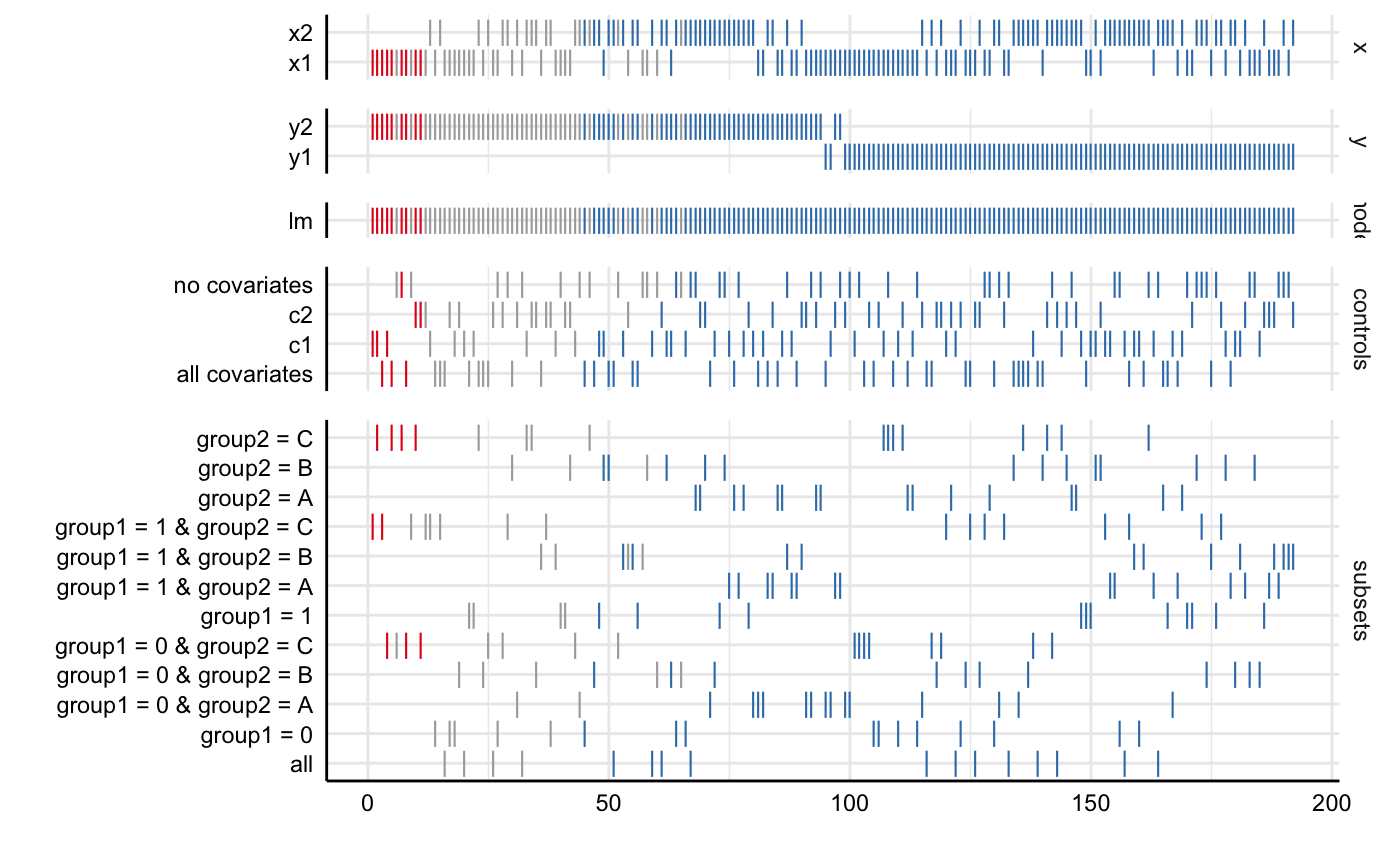 x2
x1
x
y2
y1
y
lm
no covariates
c2
c1
all covariates
controls
group2 = C
group2 = B
group2 = A
group1 = 1 & group2 = C
group1 = 1 & group2 = B
group1 = 1 & group2 = A
group1 = 1
group1 = 0 & group2 = C
group1 = 0 & group2 = B
group1 = 0 & group2 = A
group1 = 0
all
subsets
0 50 100 150 200